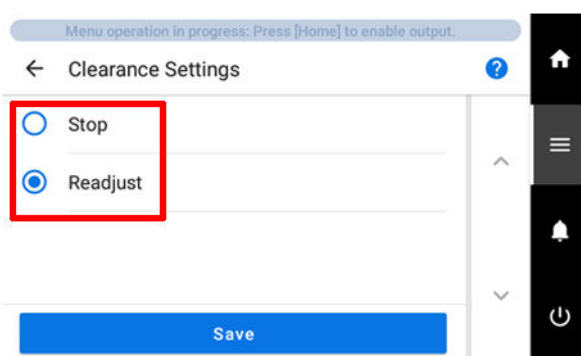 Menu operation in progress: Press [Home] to enable output.
Clearance Settings
?
Stop
Readjust
Save